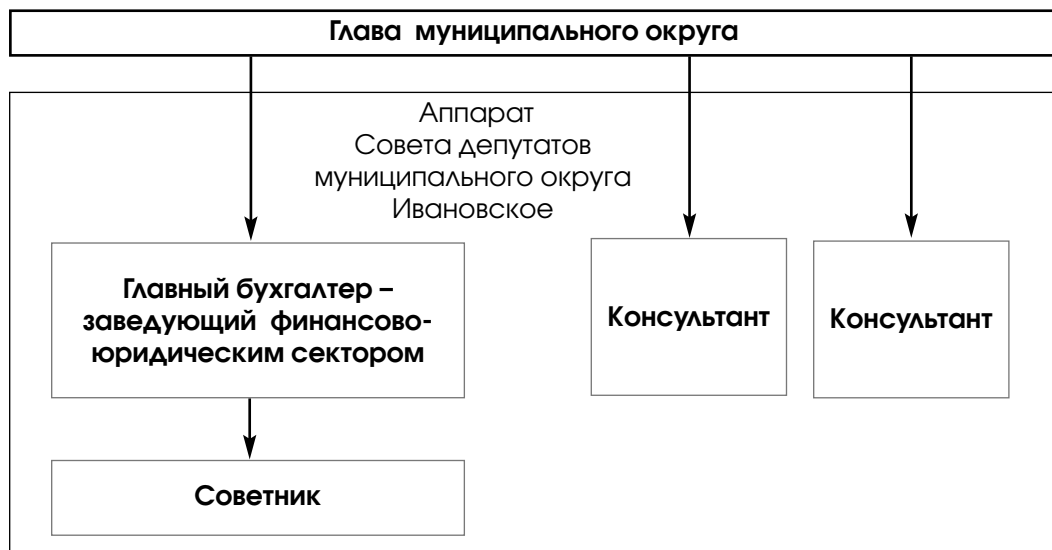 Глава муниципального округа
Аппарат
Совета депутатов
муниципального округа
Ивановское
Главный бухгалтер –
заведующий финансово-
юридическим сектором
Консультант
Консультант
Советник